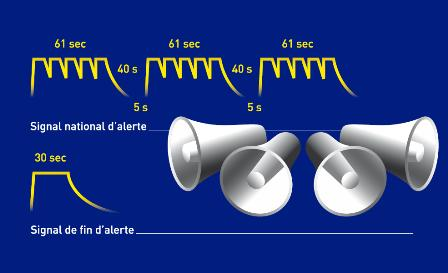 61 sec 61 sec 61 sec
40 s 40 s
5 s 5 s
Signal national d'alerte
30 sec
Signal de fin d'alerte